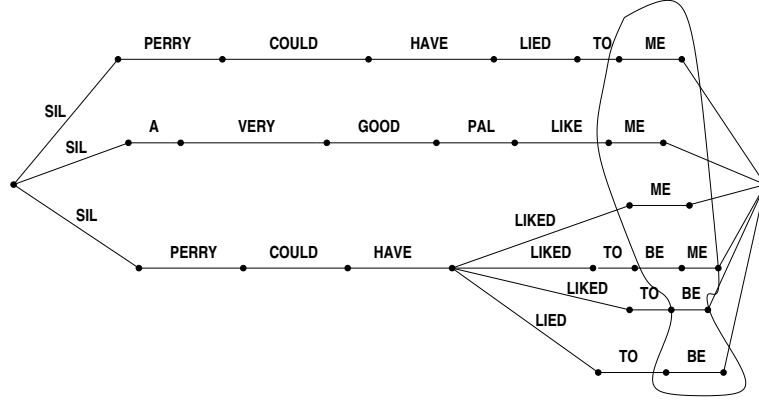 PERRY COULD HAVE LIED TO ME
SIL
A VERY GOOD PAL LIKE ME
SIL
ME
SIL
LIKED
PERRY COULD HAVE LIKED TO BE ME
LIKED TO BE
LIED
TO BE